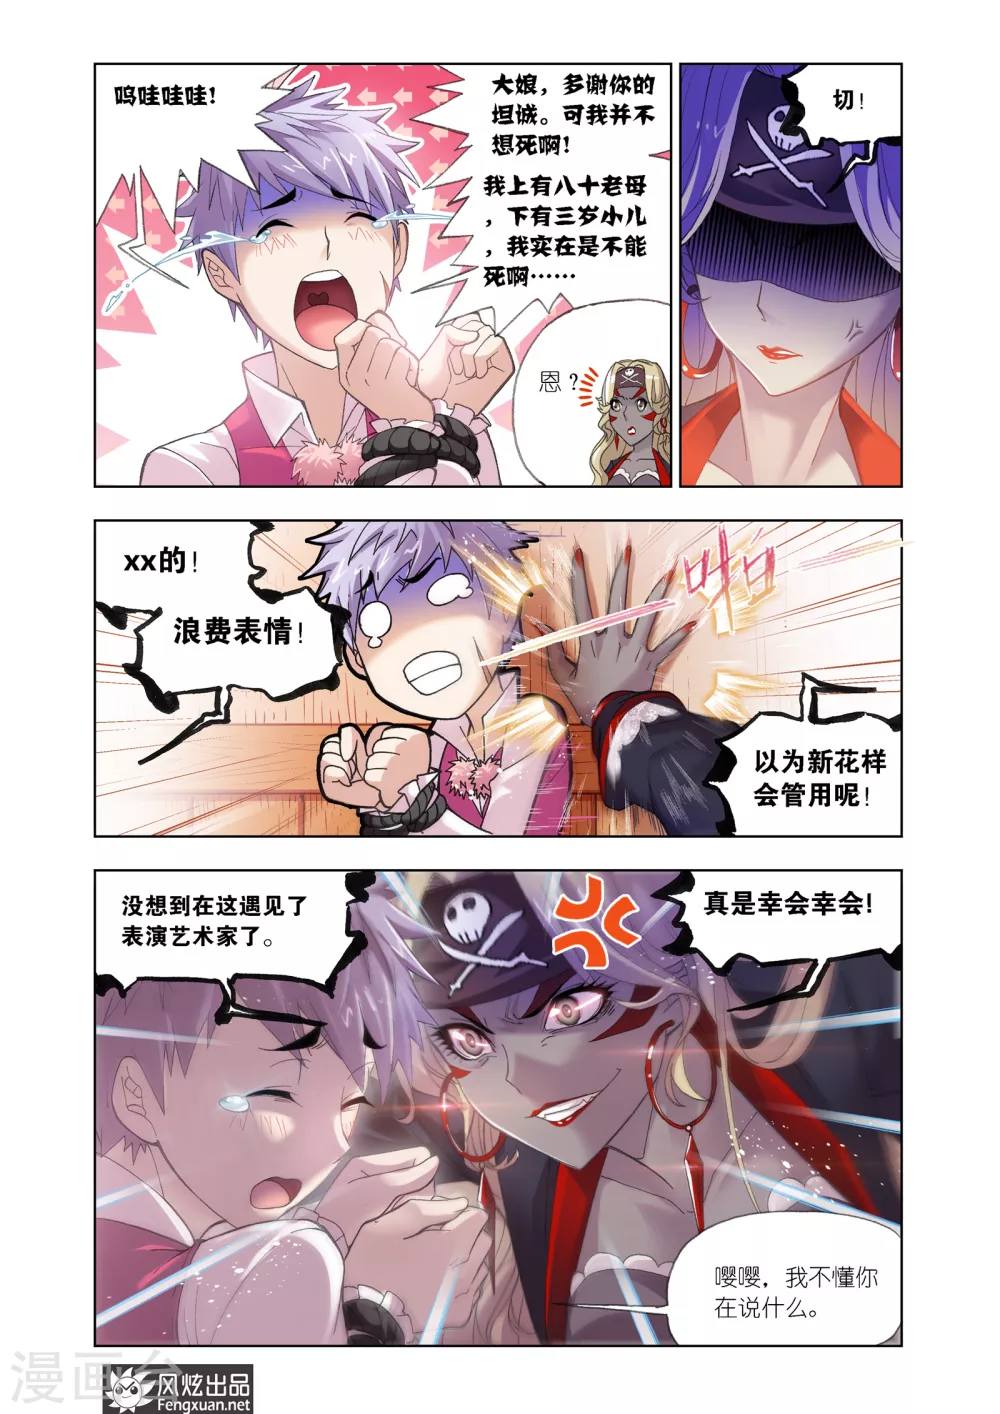 呜哇哇哇!
大娘，多谢你的
坦诚。可我并不
想死啊!
我上有八十老母
，下有三岁小儿
，我实在是不能
死啊……
恩?
切!
xx的!
浪费表情!
啪
以为新花样
会管用呢!
没想到在这遇见了
表演艺术家了。
真是幸会幸会!
嘤嘤，我不懂你
在说什么。
漫画台
风炫出品
Fengxuan.net